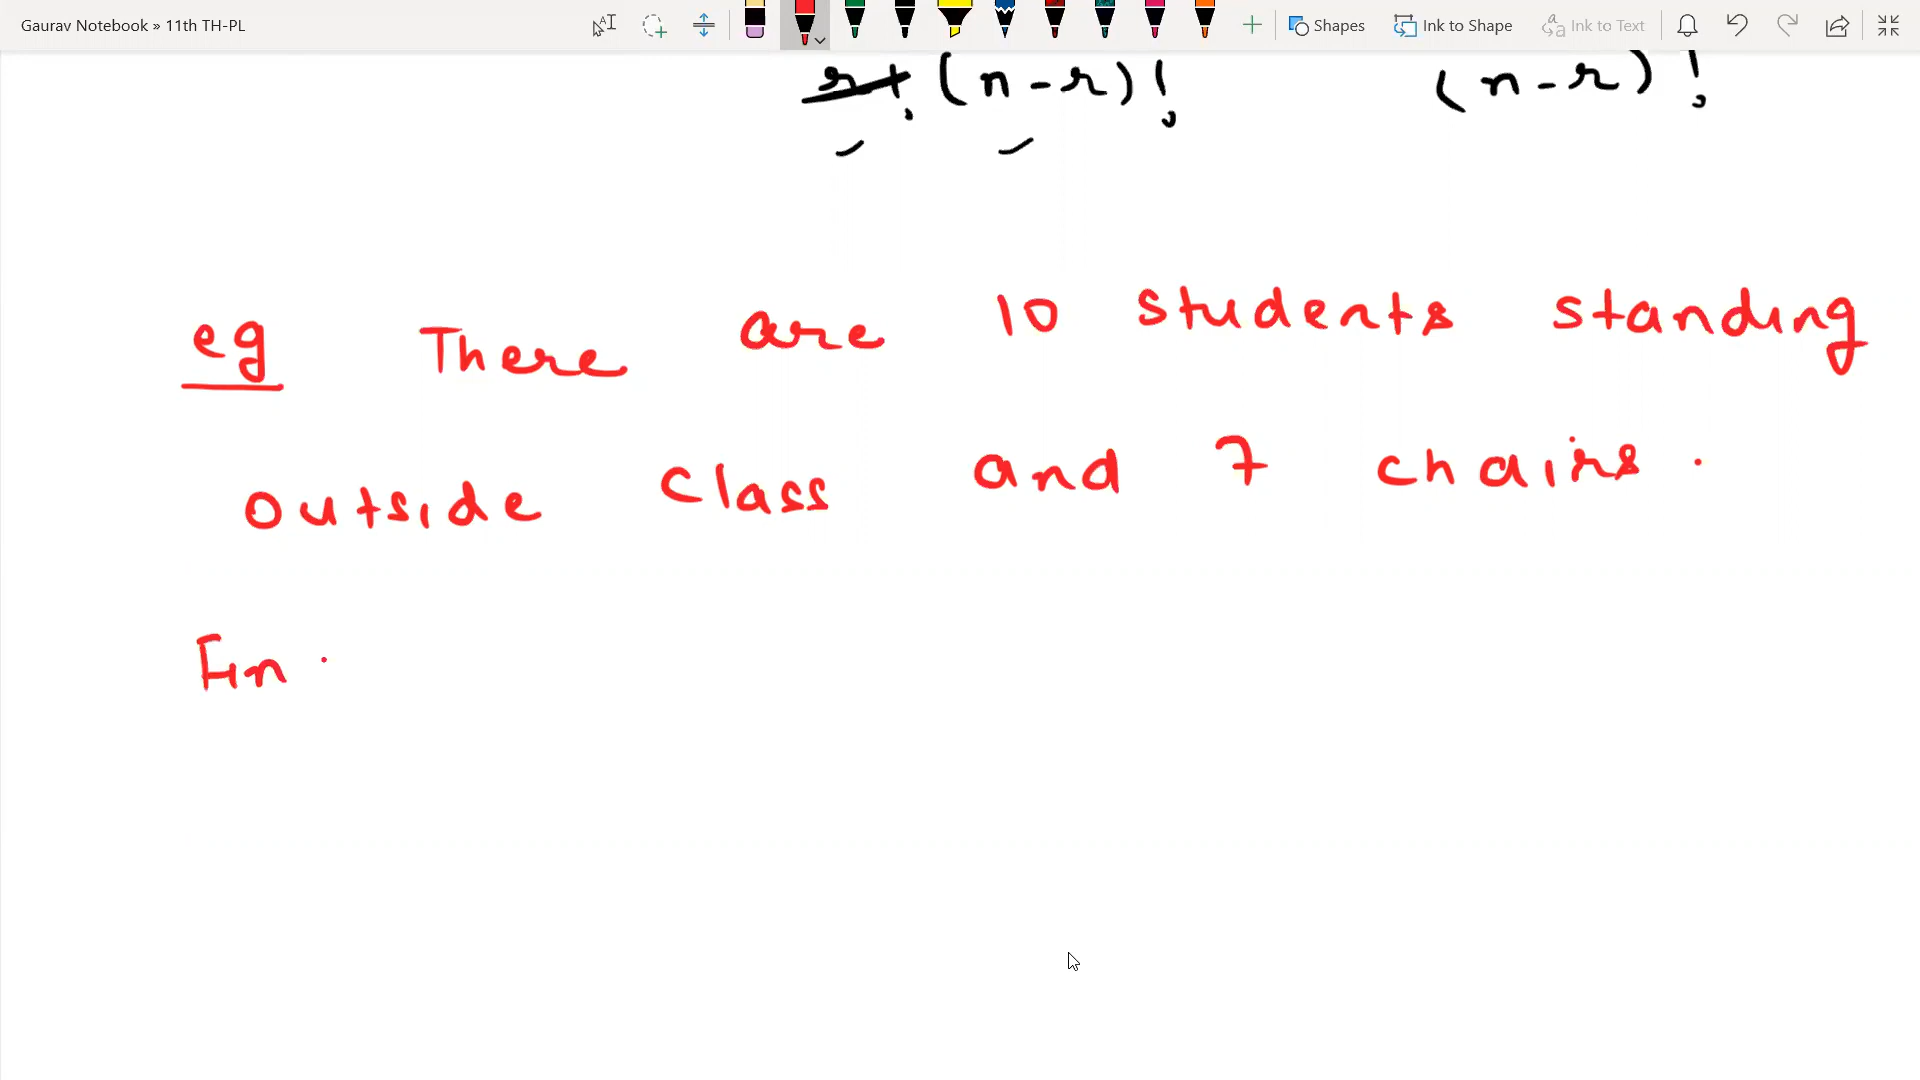 Gaurav Notebook » 11th TH-PL Shapes Ink to Shape Ink to Text
r! (n-r)! (n-r)!
eg There are 10 students standing
outside class and 7 chairs.
Fin